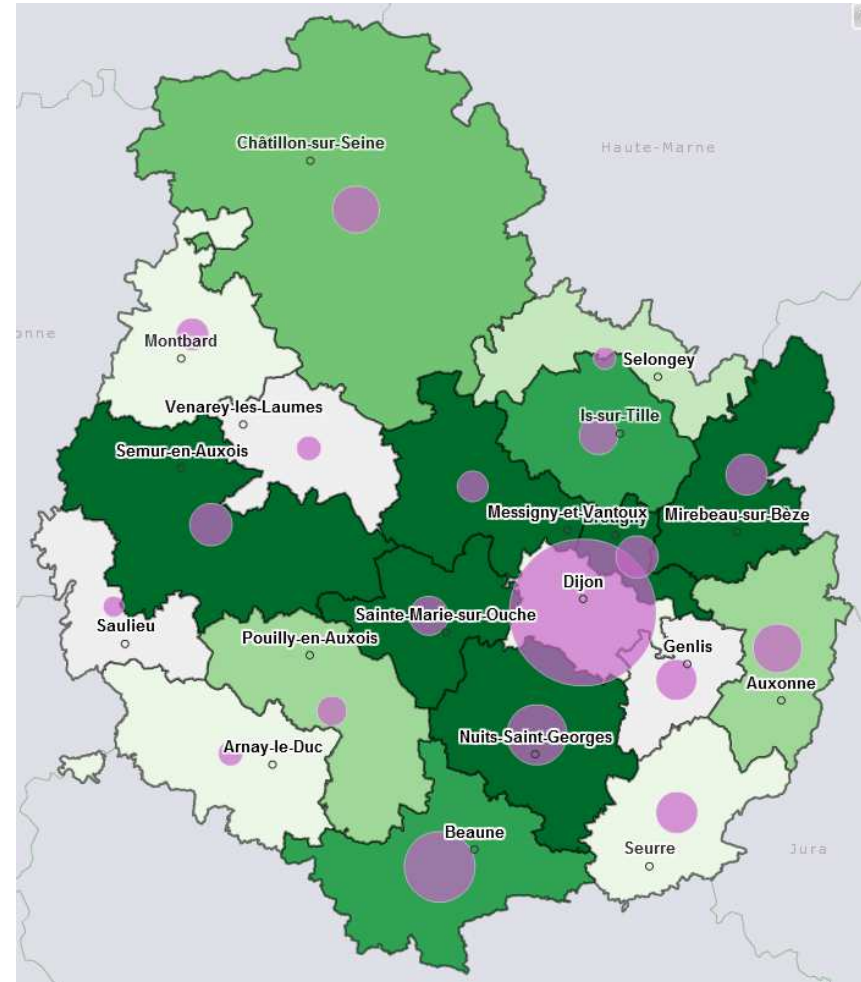 Châtillon-sur-Seine
Haute-Marne
onne
Montbard
Selongey
Venarey-les-Laumes
Is-sur-Tille
Semur-en-Auxois
Messigny-et-Vantoux
Mirebeau-sur-Bèze
Dijon
Sainte-Marie-sur-Ouche
Saulieu
Pouilly-en-Auxois
Genlis
Auxonne
Nuits-Saint-Georges
Arnay-le-Duc
Beaune
Seurre
Jura